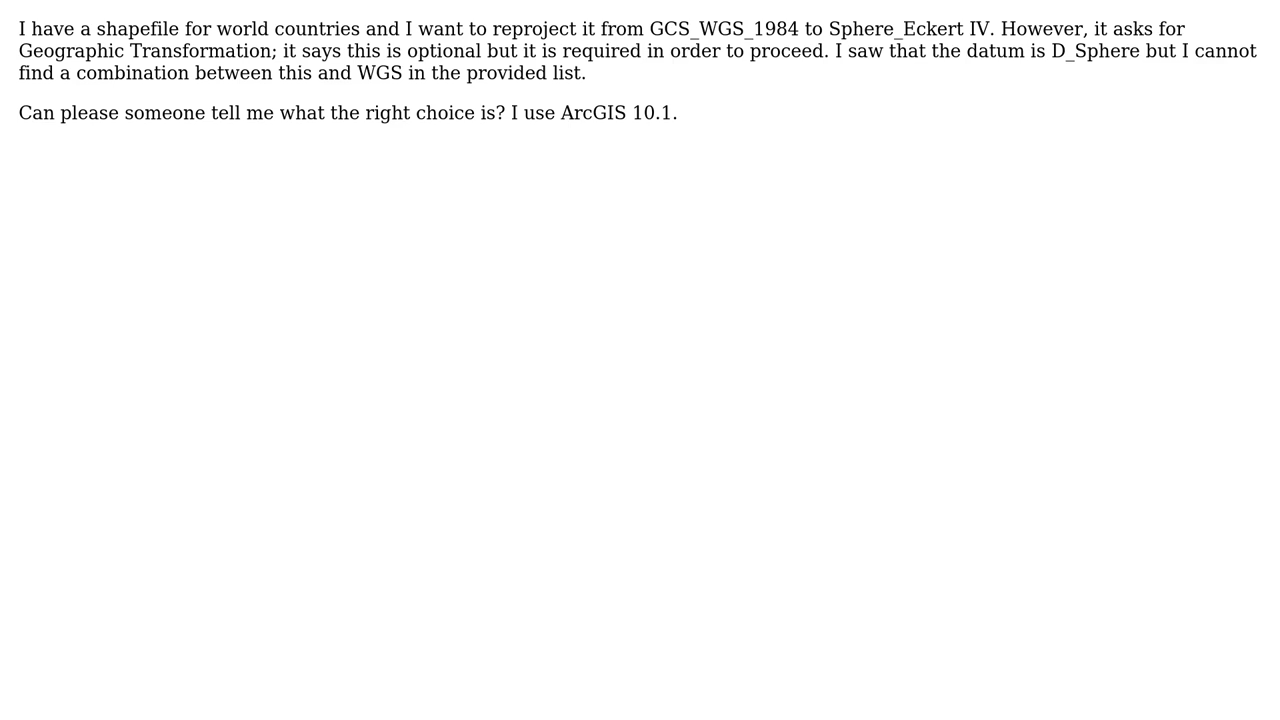 I have a shapefile for world countries and I want to reproject it from GCS_WGS_1984 to Sphere_Eckert IV. However, it asks for
Geographic Transformation; it says this is optional but it is required in order to proceed. I saw that the datum is D_Sphere but I cannot
find a combination between this and WGS in the provided list.
Can please someone tell me what the right choice is? I use ArcGIS 10.1.